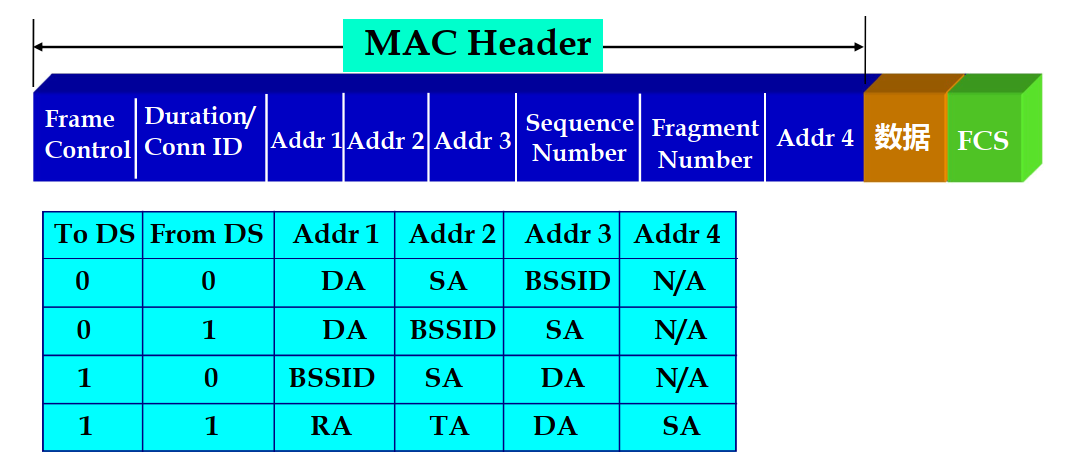 MAC Header
Frame Control
Duration/ Conn ID
Addr 1
Addr 2
Addr 3
Sequence Number
Fragment Number
Addr 4
数据
FCS
To DS From DS Addr 1 Addr 2 Addr 3 Addr 4
0 0 DA SA BSSID N/A
0 1 DA BSSID SA N/A
1 0 BSSID SA DA N/A
1 1 RA TA DA SA